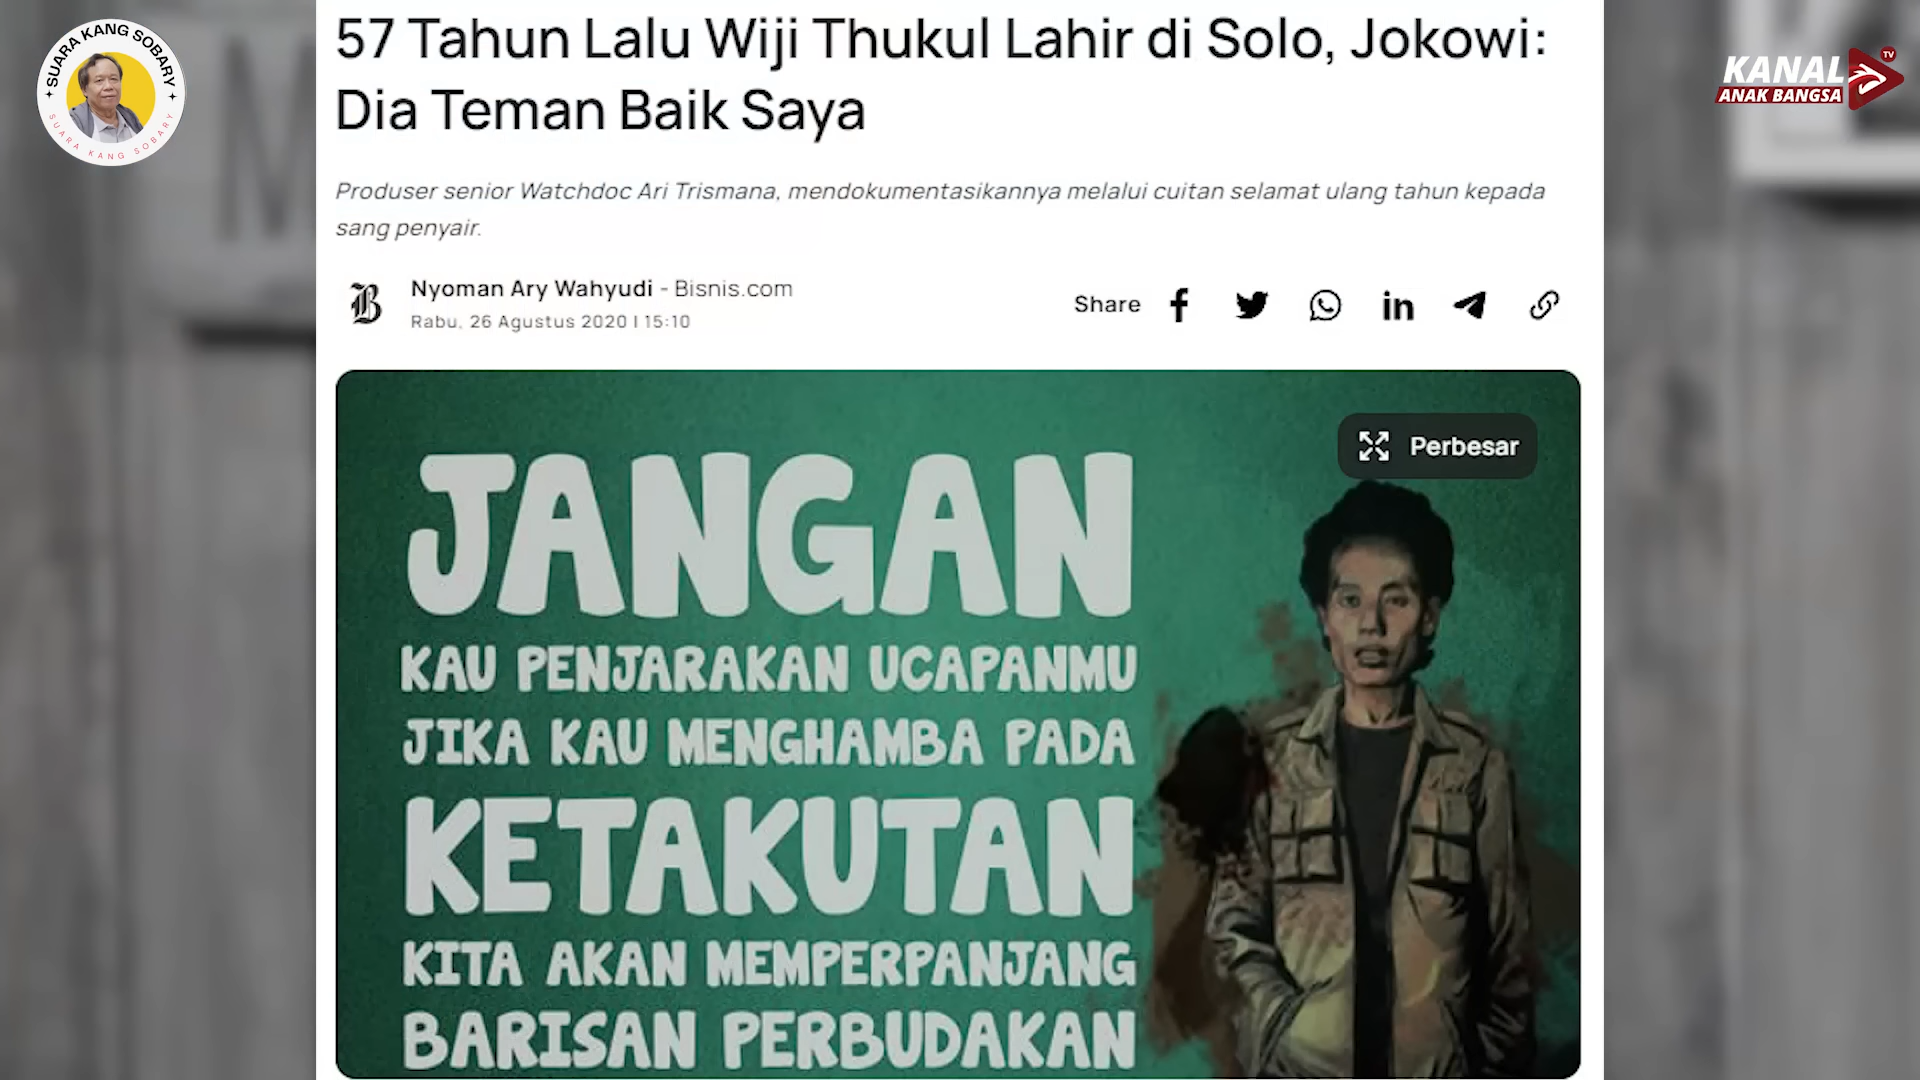 SUARA KANG SOBARY
SUARA KANG SOBARY
KANAL
TV
ANAK BANGSA
57 Tahun Lalu Wiji Thukul Lahir di Solo, Jokowi:
Dia Teman Baik Saya
Produser senior Watchdoc Ari Trismana, mendokumentasikannya melalui cuitan selamat ulang tahun kepada
sang penyair.
B
Nyoman Ary Wahyudi - Bisnis.com
Rabu, 26 Agustus 2020 | 15:10
Share
Perbesar
JANGAN
KAU PENJARAKAN UCAPANMU
JIKA KAU MENGHAMBA PADA
KETAKUTAN
KITA AKAN MEMPERPANJANG
BARISAN PERBUDAKAN